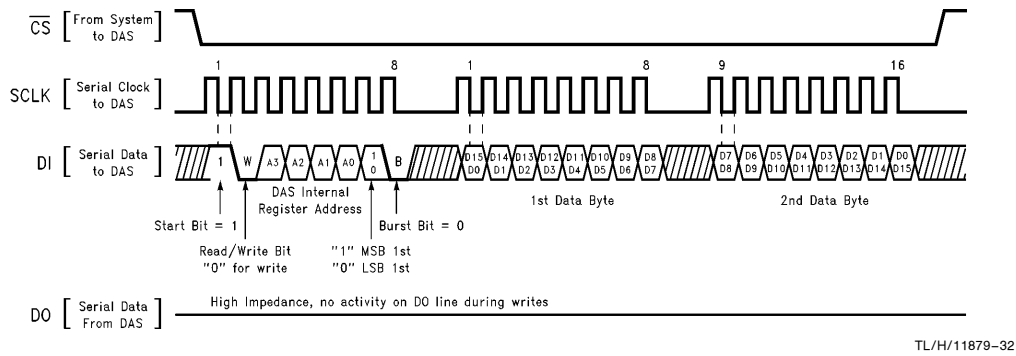 CS [ From System to DAS ]
1 8 1 8 9 16
SCLK [ Serial Clock to DAS ]
DI [ Serial Data to DAS ]
1 W A3 A2 A1 A0 1 B D15 D14 D13 D12 D11 D10 D9 D8 D7 D6 D5 D4 D3 D2 D1 D0
0 D0 D1 D2 D3 D4 D5 D6 D7 D8 D9 D10 D11 D12 D13 D14 D15
DAS Internal
Register Address
1st Data Byte
2nd Data Byte
Start Bit = 1
Burst Bit = 0
Read/Write Bit
"0" for write
"1" MSB 1st
"0" LSB 1st
High Impedance, no activity on DO line during writes
DO [ Serial Data From DAS ]
TL/H/11879–32